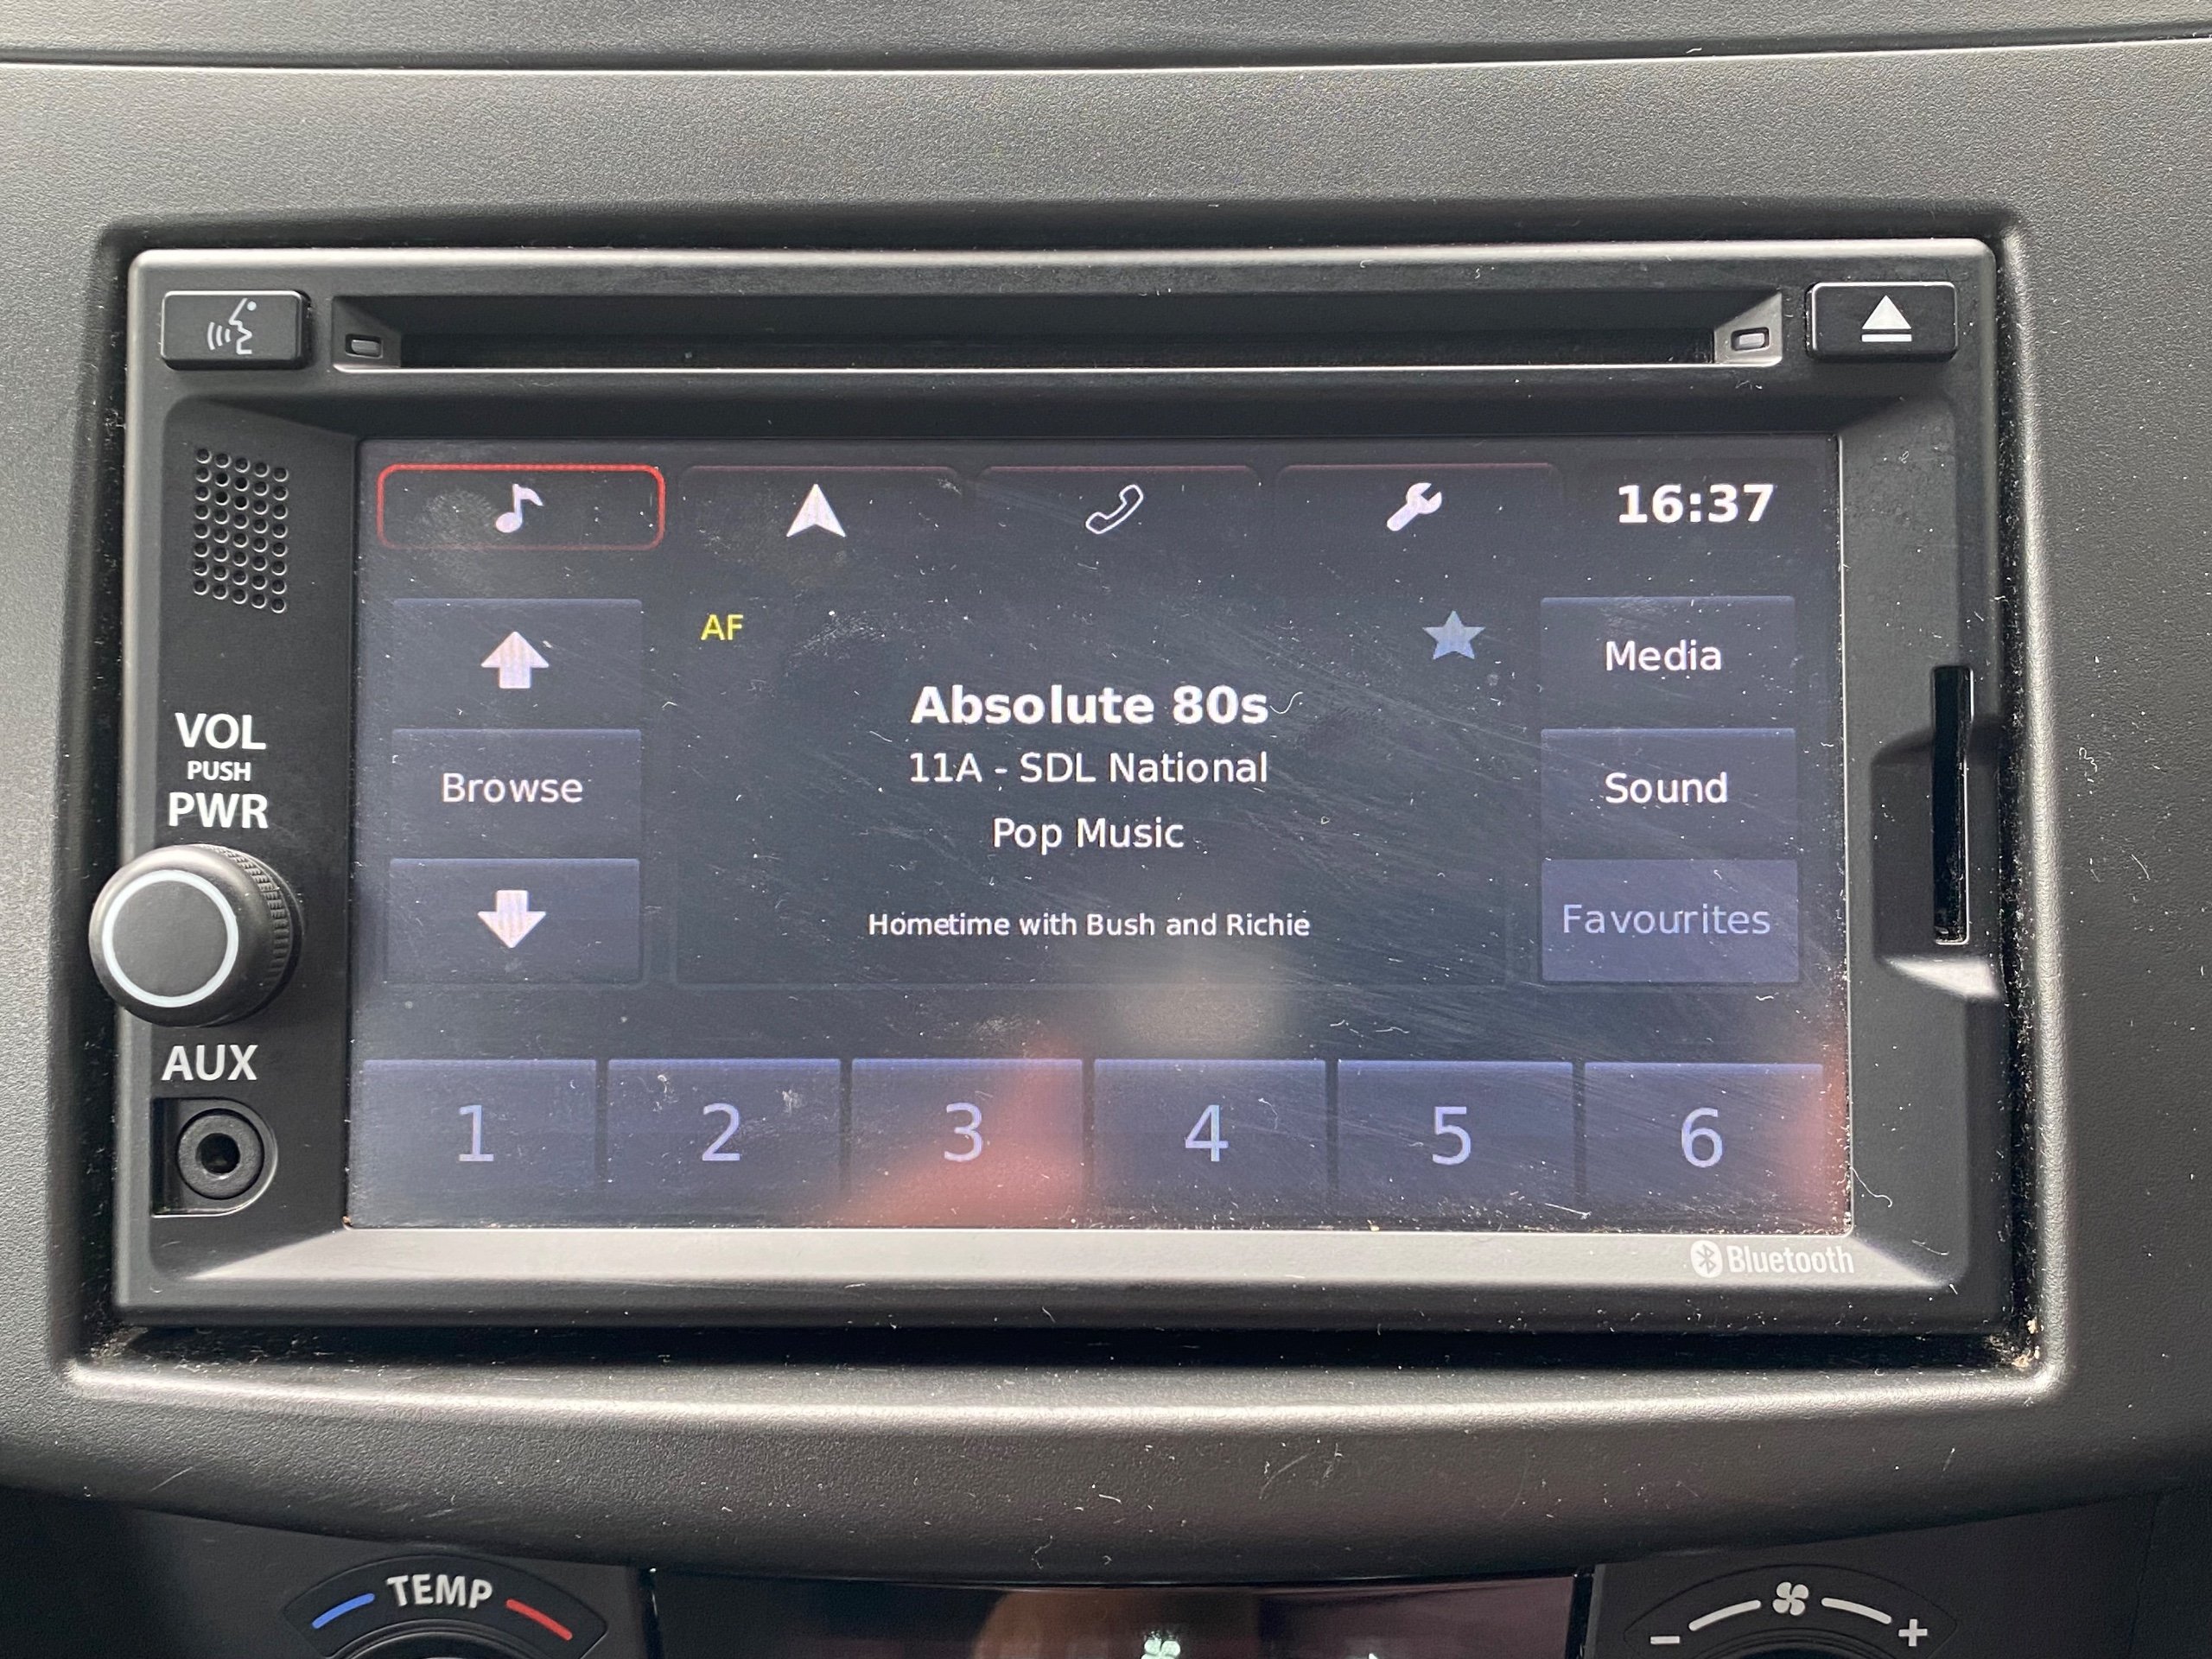 16:37
AF
Media
Absolute 80s
VOL
PUSH
PWR
11A - SDL National
Browse
Sound
Pop Music
Hometime with Bush and Richie
Favourites
AUX
1 2 3 4 5 6
Bluetooth
TEMP
- +